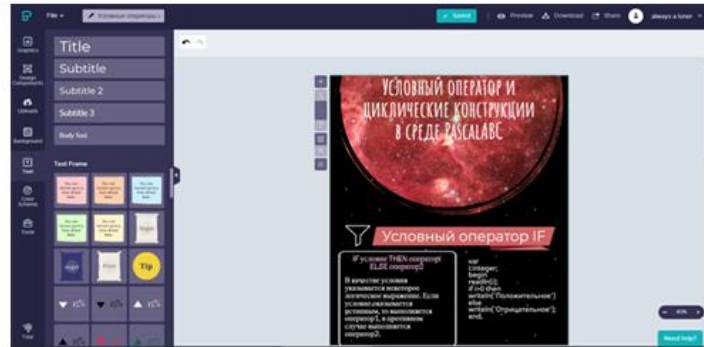 File
Условные операторы и
Saved
Preview
Download
Share
always a loner
Graphics
Design Components
Uploads
Background
Text
Color Scheme
Tools
Tour
Title
Subtitle
Subtitle 2
Subtitle 3
Body Text
Text Frame
Tip
Условный оператор и
циклические конструкции
в среде PascalABC
Условный оператор IF
IF условие THEN оператор1
ELSE оператор2
В качестве условия
указывается некоторое
логическое выражение. Если
условие оказывается
истинным, то выполняется
оператор1, в противном
случае выполняется
оператор2.
var
i:integer;
begin
readln(i);
if i>0 then
writeln('Положительное')
else
writeln('Отрицательное');
end.
Need help?